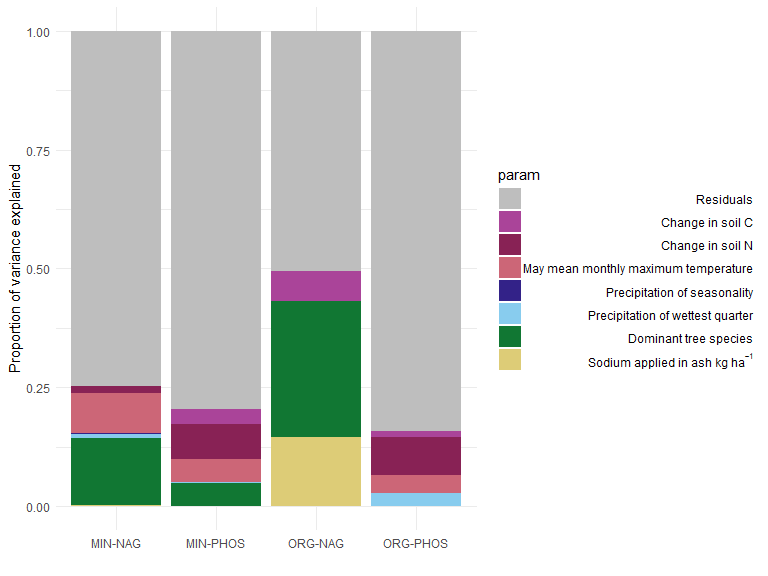 1.00
0.75
0.50
0.25
0.00
Proportion of variance explained
MIN-NAG
MIN-PHOS
ORG-NAG
ORG-PHOS
param
Residuals
Change in soil C
Change in soil N
May mean monthly maximum temperature
Precipitation of seasonality
Precipitation of wettest quarter
Dominant tree species
Sodium applied in ash kg ha⁻¹